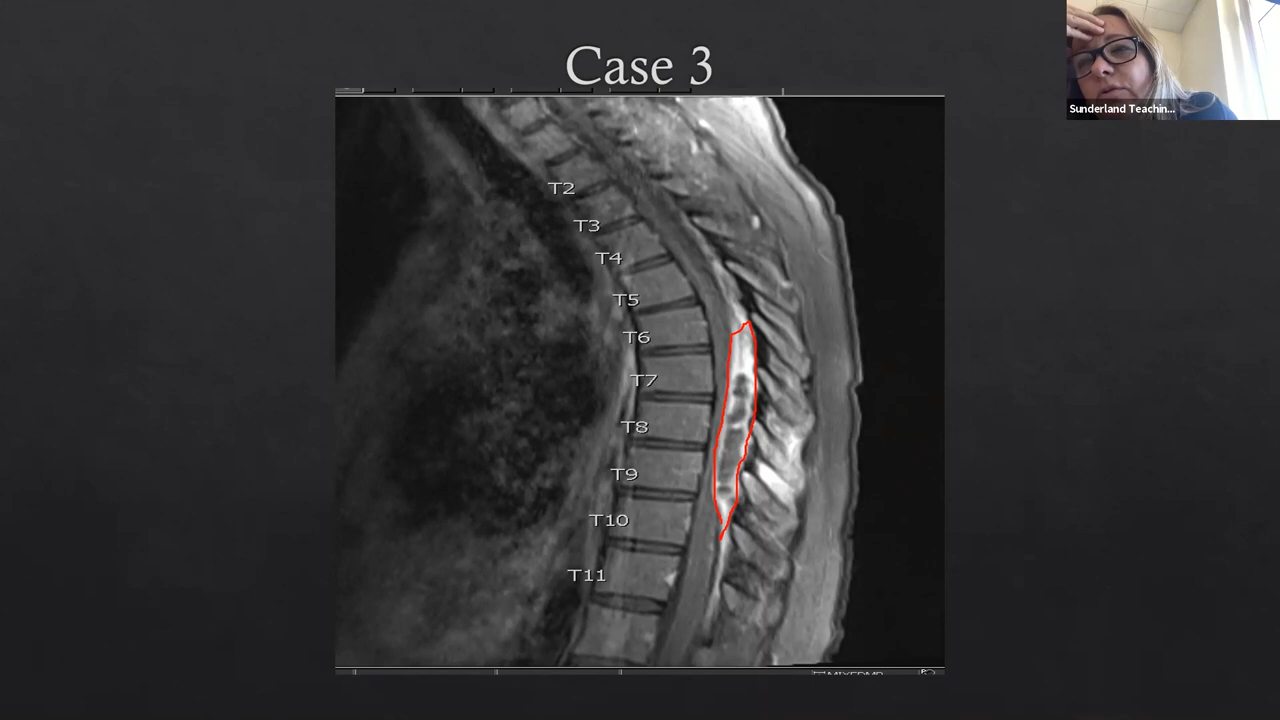 Case 3
Sunderland Teachin...
T2
T3
T4
T5
T6
T7
T8
T9
T10
T11